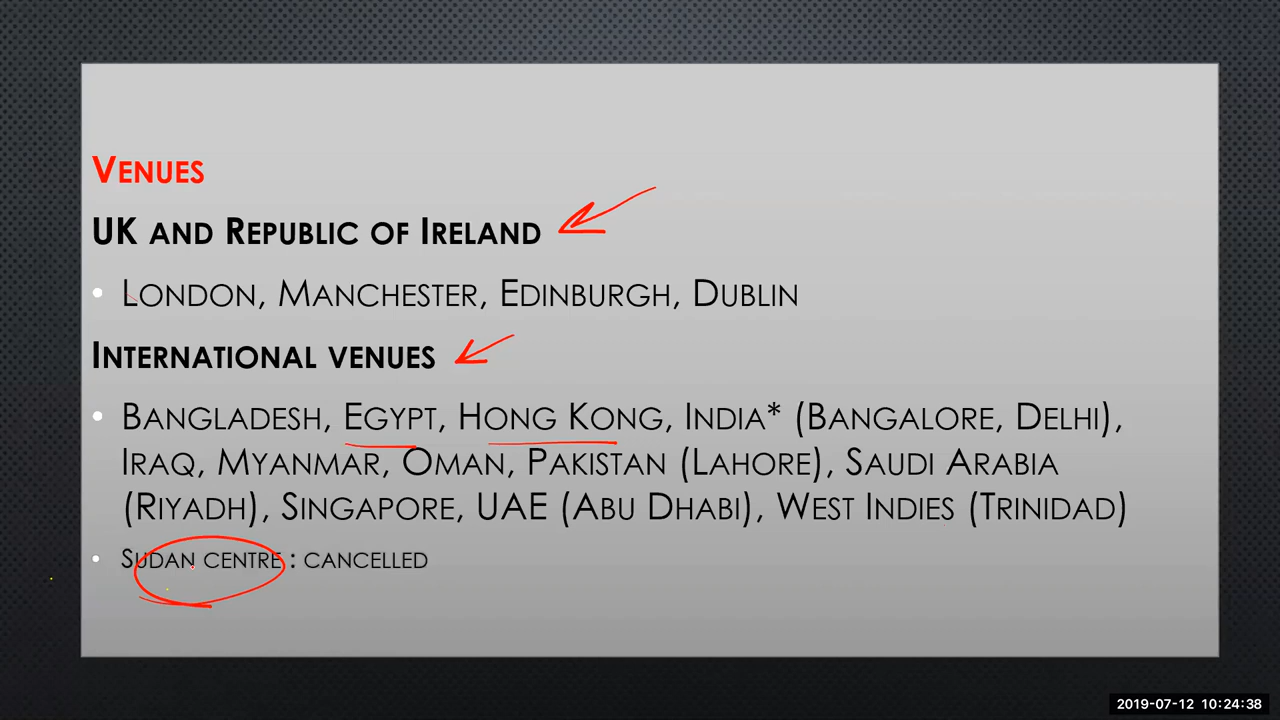 Venues
UK and Republic of Ireland
• London, Manchester, Edinburgh, Dublin
International venues
• Bangladesh, Egypt, Hong Kong, India* (Bangalore, Delhi),
Iraq, Myanmar, Oman, Pakistan (Lahore), Saudi Arabia
(Riyadh), Singapore, UAE (Abu Dhabi), West Indies (Trinidad)
• Sudan centre : cancelled
2019-07-12 10:24:38